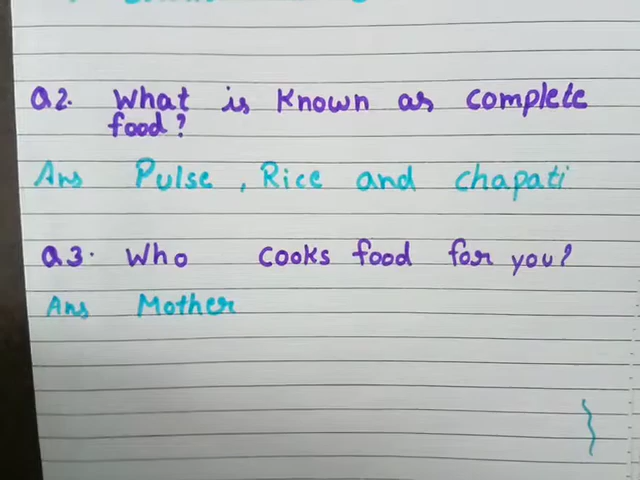 Q2. What is known as complete
food?
Ans Pulse, Rice and chapati
Q3. Who cooks food for you?
Ans Mother